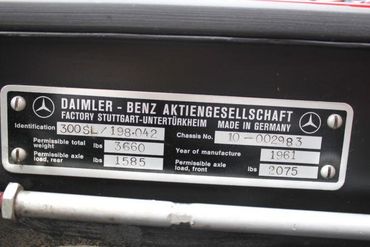 DAIMLER - BENZ AKTIENGESELLSCHAFT
FACTORY STUTTGART-UNTERTÜRKHEIM MADE IN GERMANY
Identification 300SL/198·042 Chassis No. 10-002983
Permissible total weight lbs 3660 Year of manufacture 1961
Permissible axle load, rear lbs 1585 Permissible axle load, front lbs 2075